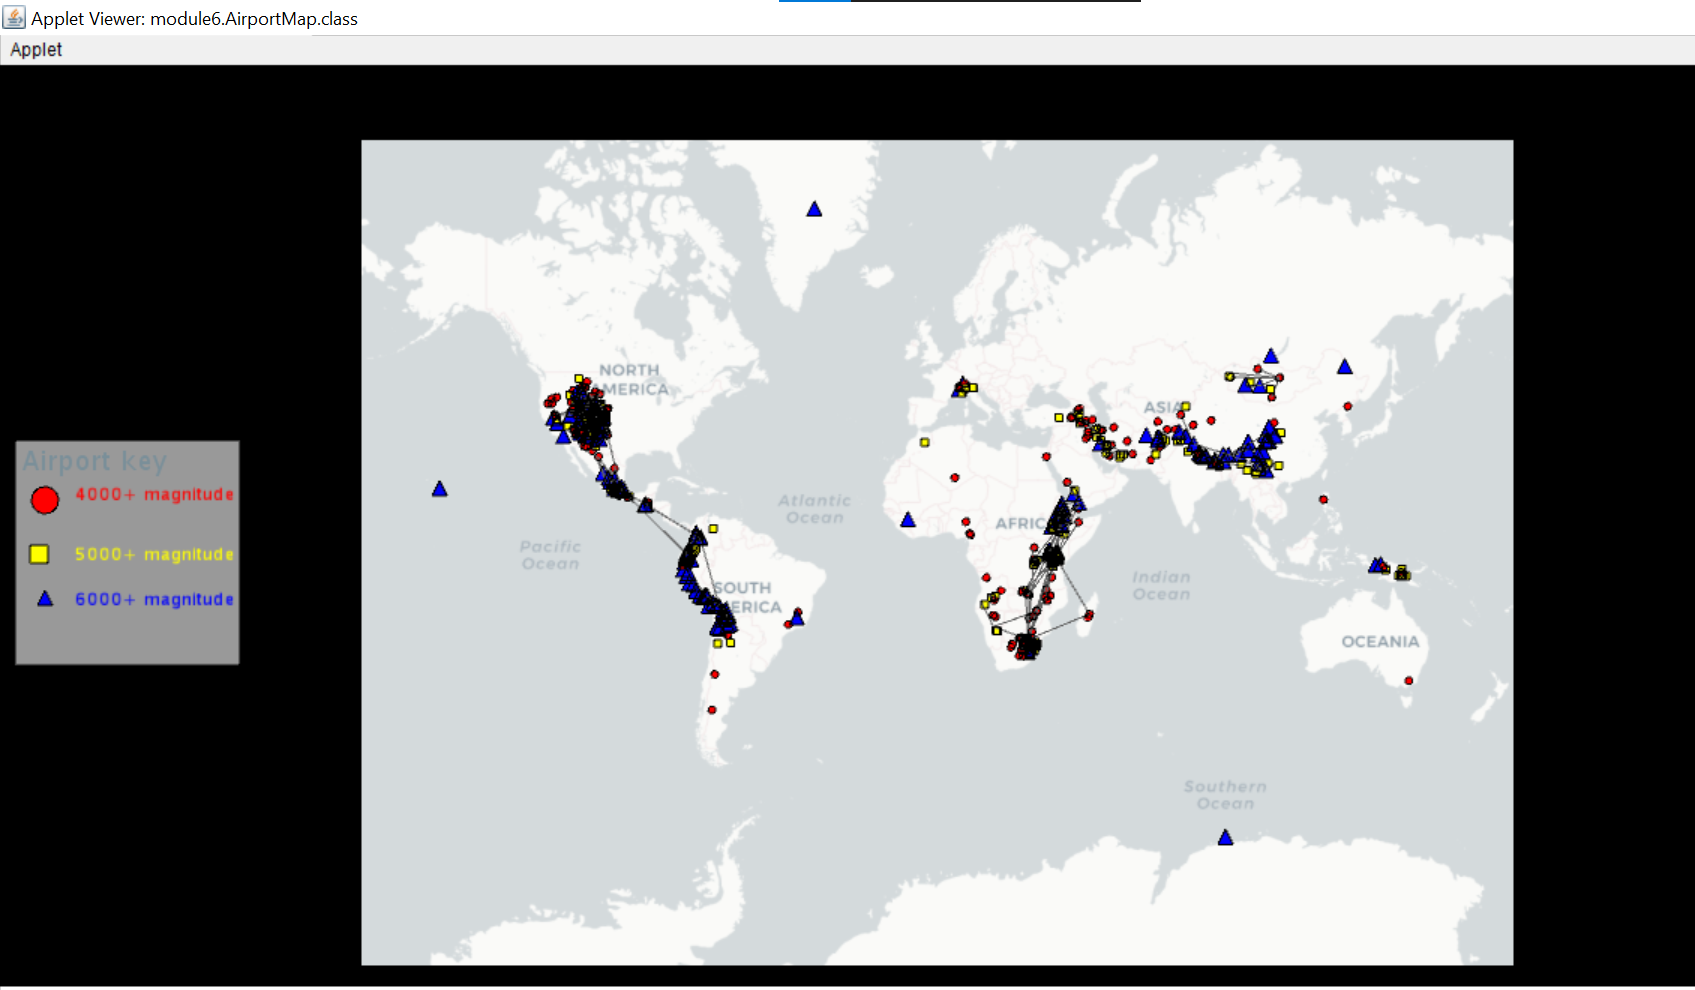 Applet Viewer: module6.AirportMap.class
Applet
NORTH
AMERICA
ASIA
Atlantic
Ocean
AFRIC
Pacific
Ocean
Indian
Ocean
SOUTH
ERICA
OCEANIA
Southern
Ocean
Airport key
4000+ magnitude
5000+ magnitude
6000+ magnitude